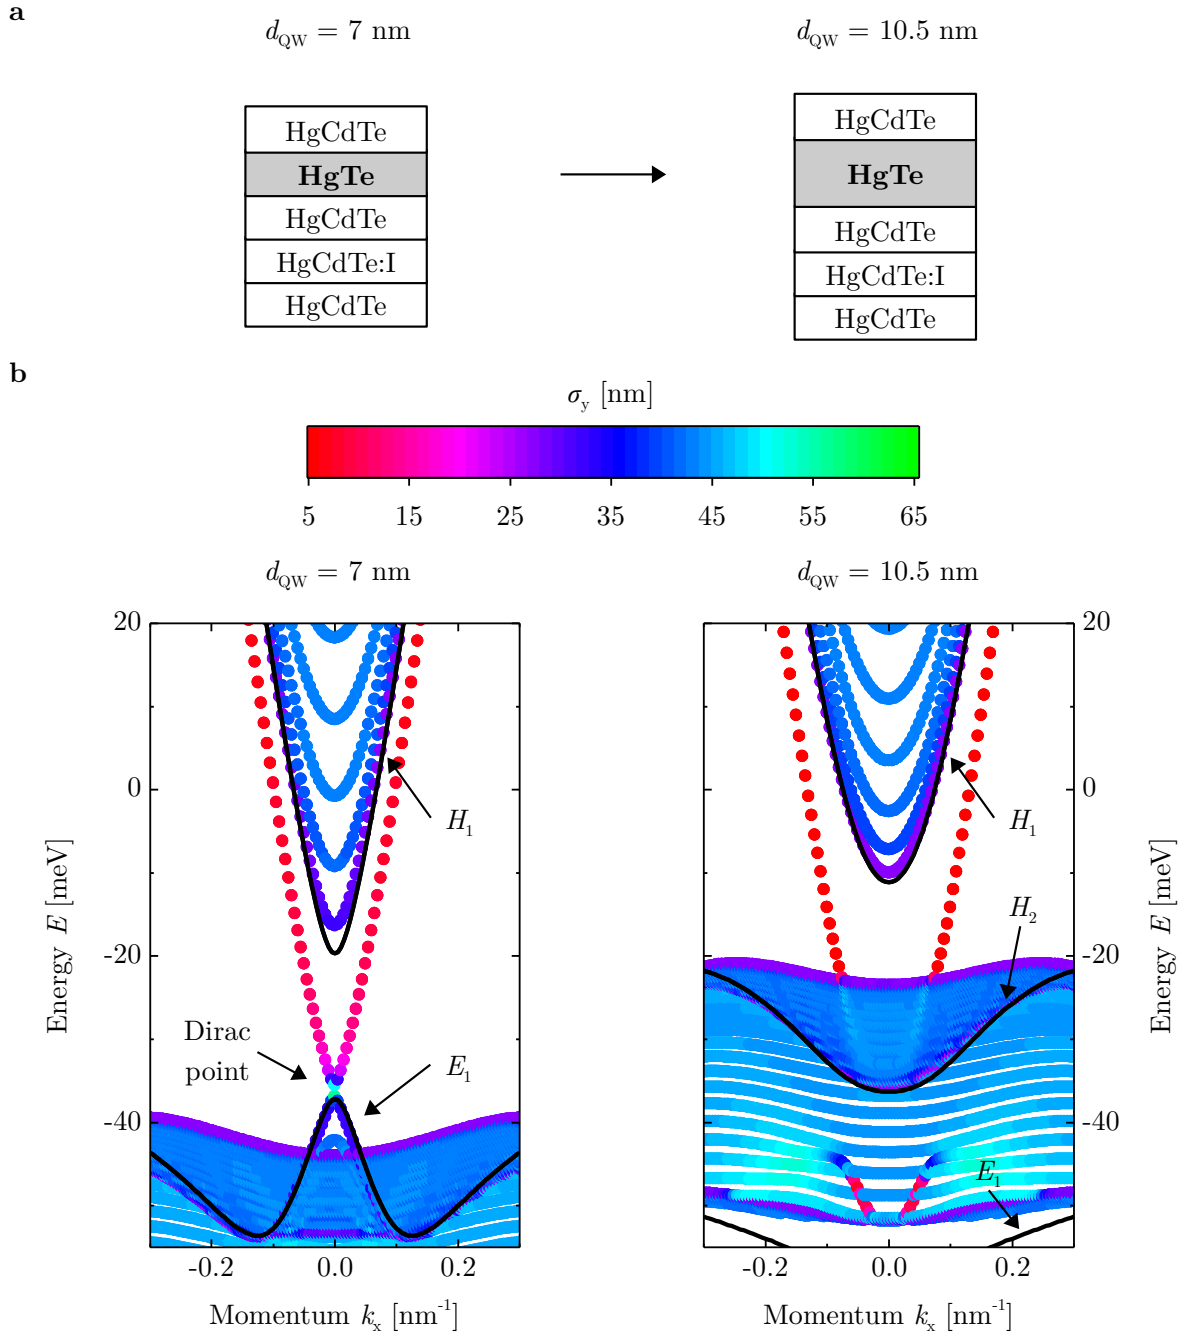 a
d_QW = 7 nm
d_QW = 10.5 nm
HgCdTe
HgTe
HgCdTe
HgCdTe:I
HgCdTe
HgCdTe
HgTe
HgCdTe
HgCdTe:I
HgCdTe
b
σ_y [nm]
5 15 25 35 45 55 65
d_QW = 7 nm
d_QW = 10.5 nm
20
0
-20
-40
Energy E [meV]
H_1
Dirac
point
E_1
-0.2 0.0 0.2
Momentum k_x [nm^-1]
20
0
-20
-40
Energy E [meV]
H_1
H_2
E_1
-0.2 0.0 0.2
Momentum k_x [nm^-1]